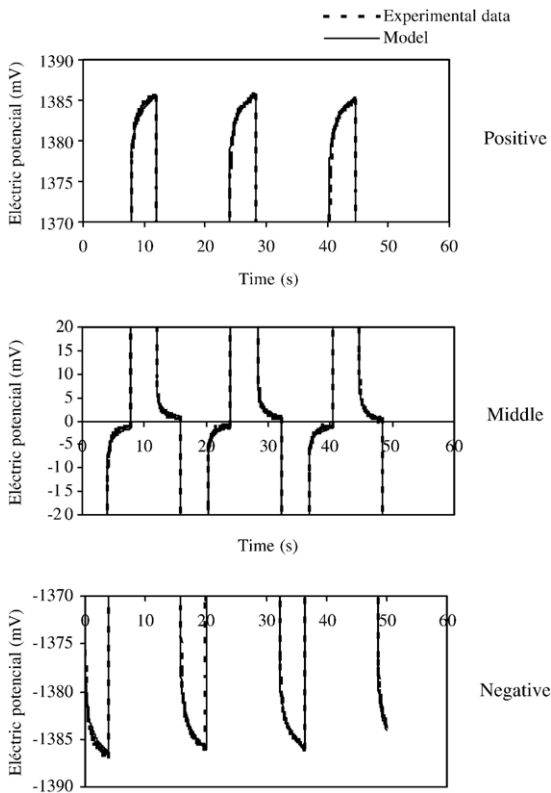 Experimental data
Model
Eléctric potencial (mV)
1390
1385
1380
1375
1370
0 10 20 30 40 50 60
Time (s)
Positive
Eléctric potencial (mV)
20
15
10
5
0
-5
-10
-15
-20
0 10 20 30 40 50 60
Time (s)
Middle
Eléctric potencial (mV)
-1370
-1375
-1380
-1385
-1390
0 10 20 30 40 50 60
Negative